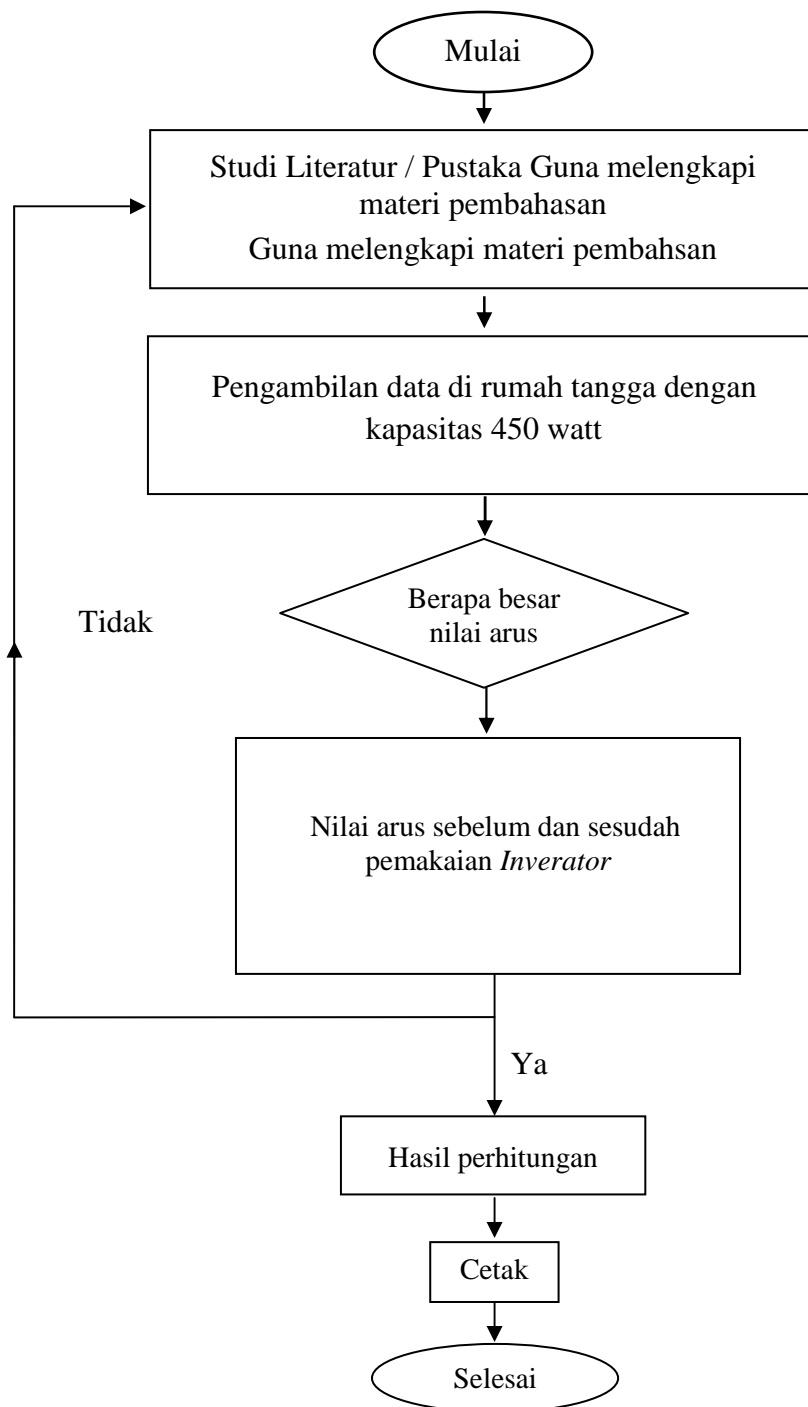 Mulai
Studi Literatur / Pustaka Guna melengkapi
materi pembahasan
Guna melengkapi materi pembahsan
Pengambilan data di rumah tangga dengan
kapasitas 450 watt
Berapa besar
nilai arus
Tidak
Nilai arus sebelum dan sesudah
pemakaian Inverator
Ya
Hasil perhitungan
Cetak
Selesai